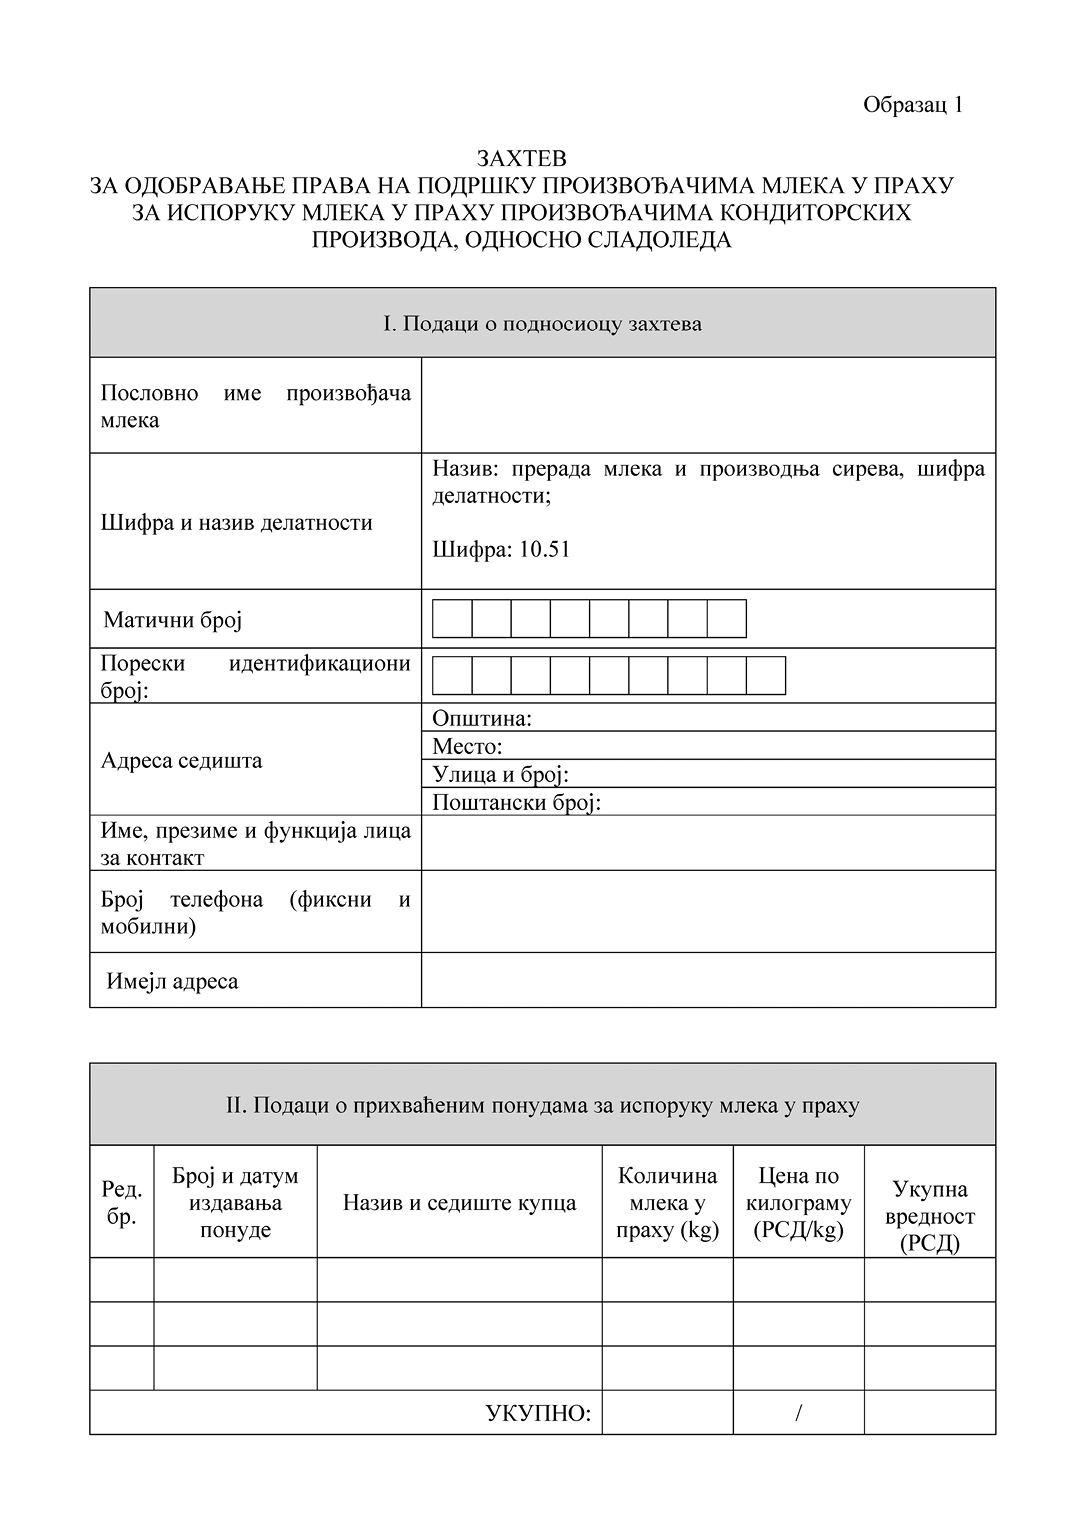 Образац 1
ЗАХТЕВ
ЗА ОДОБРАВАЊЕ ПРАВА НА ПОДРШКУ ПРОИЗВОЂАЧИМА МЛЕКА У ПРАХУ
ЗА ИСПОРУКУ МЛЕКА У ПРАХУ ПРОИЗВОЂАЧИМА КОНДИТОРСКИХ
ПРОИЗВОДА, ОДНОСНО СЛАДОЛЕДА
I. Подаци о подносиоцу захтева
Пословно име произвођача
млека
Шифра и назив делатности
Назив: прерада млека и производња сирева, шифра
делатности;
Шифра: 10.51
Матични број
Порески идентификациони
број:
Адреса седишта
Општина:
Место:
Улица и број:
Поштански број:
Име, презиме и функција лица
за контакт
Број телефона (фиксни и
мобилни)
Имејл адреса
II. Подаци о прихваћеним понудама за испоруку млека у праху
Ред.
бр.
Број и датум
издавања
понуде
Назив и седиште купца
Количина
млека у
праху (kg)
Цена по
килограму
(РСД/kg)
Укупна
вредност
(РСД)
УКУПНО:
/